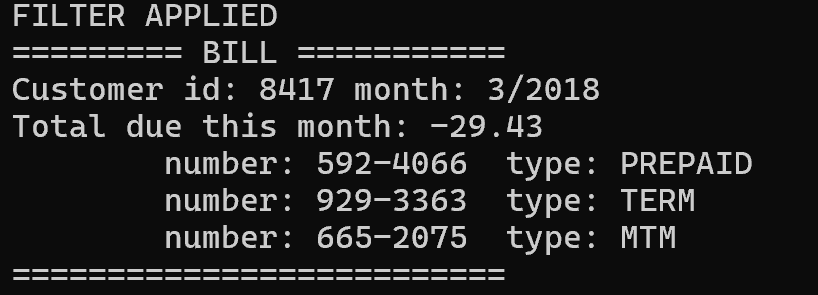 FILTER APPLIED
========= BILL ===========
Customer id: 8417 month: 3/2018
Total due this month: -29.43
        number: 592-4066  type: PREPAID
        number: 929-3363  type: TERM
        number: 665-2075  type: MTM
==========================